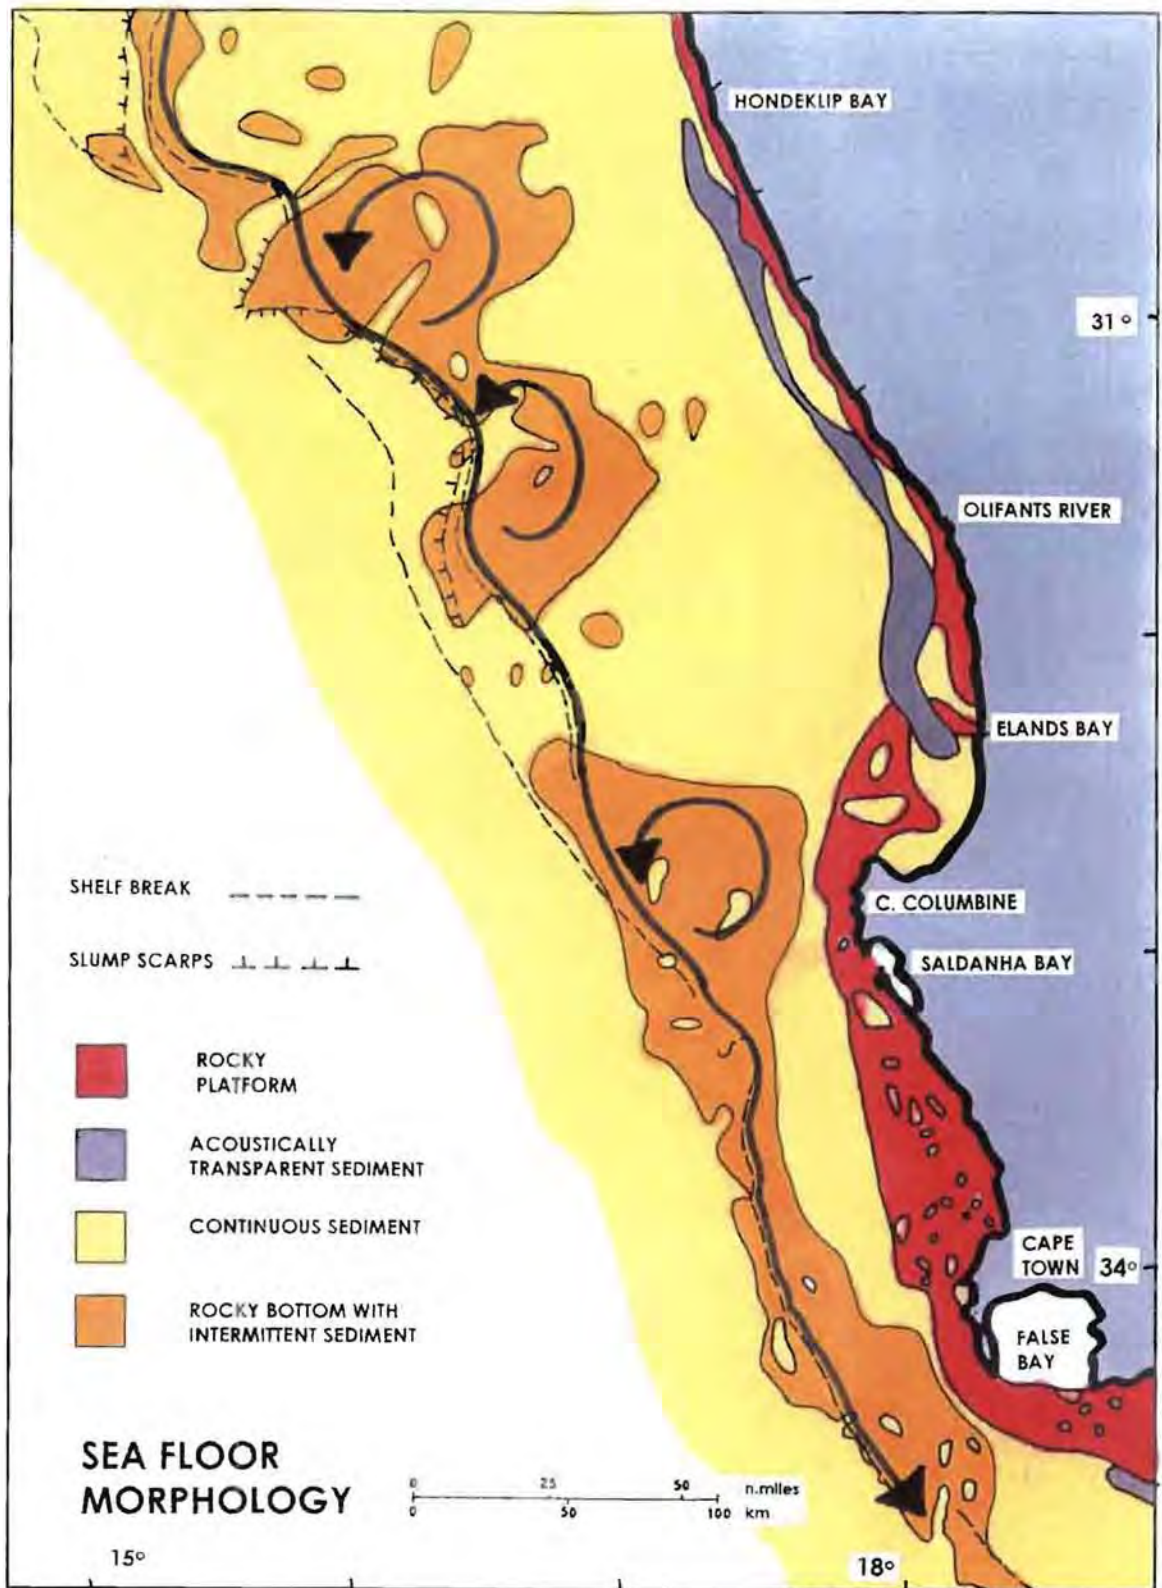 HONDEKLIP BAY
31°
OLIFANTS RIVER
ELANDS BAY
SHELF BREAK
C. COLUMBINE
SLUMP SCARPS
SALDANHA BAY
ROCKY
PLATFORM
ACOUSTICALLY
TRANSPARENT SEDIMENT
CONTINUOUS SEDIMENT
CAPE
TOWN
34°
ROCKY BOTTOM WITH
INTERMITTENT SEDIMENT
FALSE
BAY
SEA FLOOR
MORPHOLOGY
0 25 50 n.miles
0 50 100 km
15°
18°